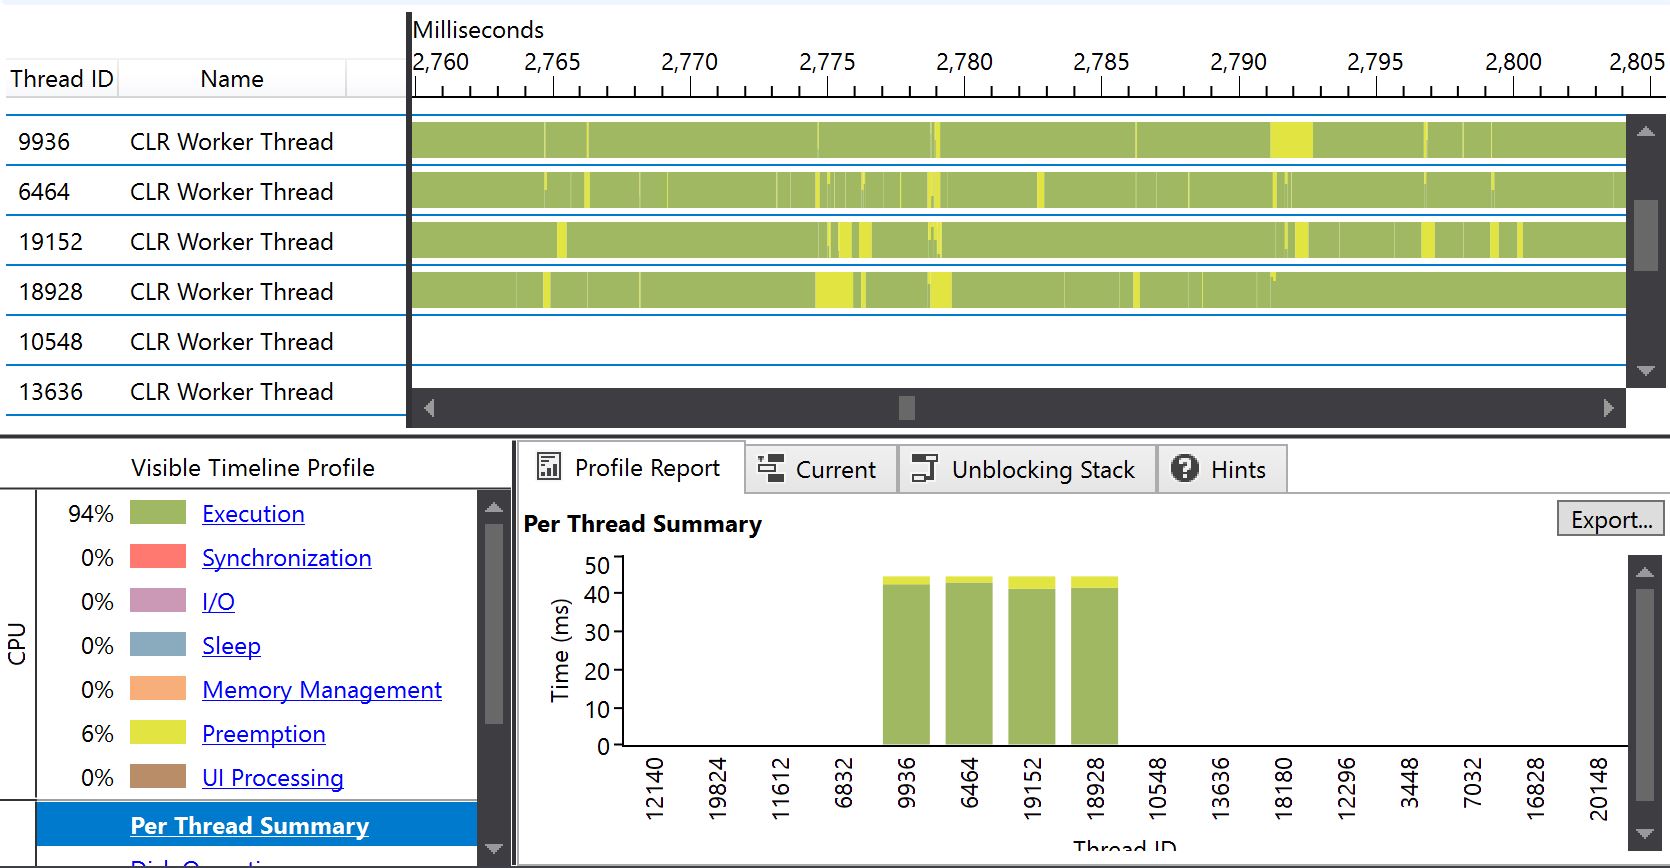 Milliseconds
2,760 2,765 2,770 2,775 2,780 2,785 2,790 2,795 2,800 2,805
Thread ID Name
9936 CLR Worker Thread
6464 CLR Worker Thread
19152 CLR Worker Thread
18928 CLR Worker Thread
10548 CLR Worker Thread
13636 CLR Worker Thread
Visible Timeline Profile
CPU
94% Execution
0% Synchronization
0% I/O
0% Sleep
0% Memory Management
6% Preemption
0% UI Processing
Per Thread Summary
Profile Report Current Unblocking Stack Hints
Per Thread Summary Export...
Time (ms)
50
40
30
20
10
0
12140 19824 11612 6832 9936 6464 19152 18928 10548 13636 18180 12296 3448 7032 16828 20148
Thread ID